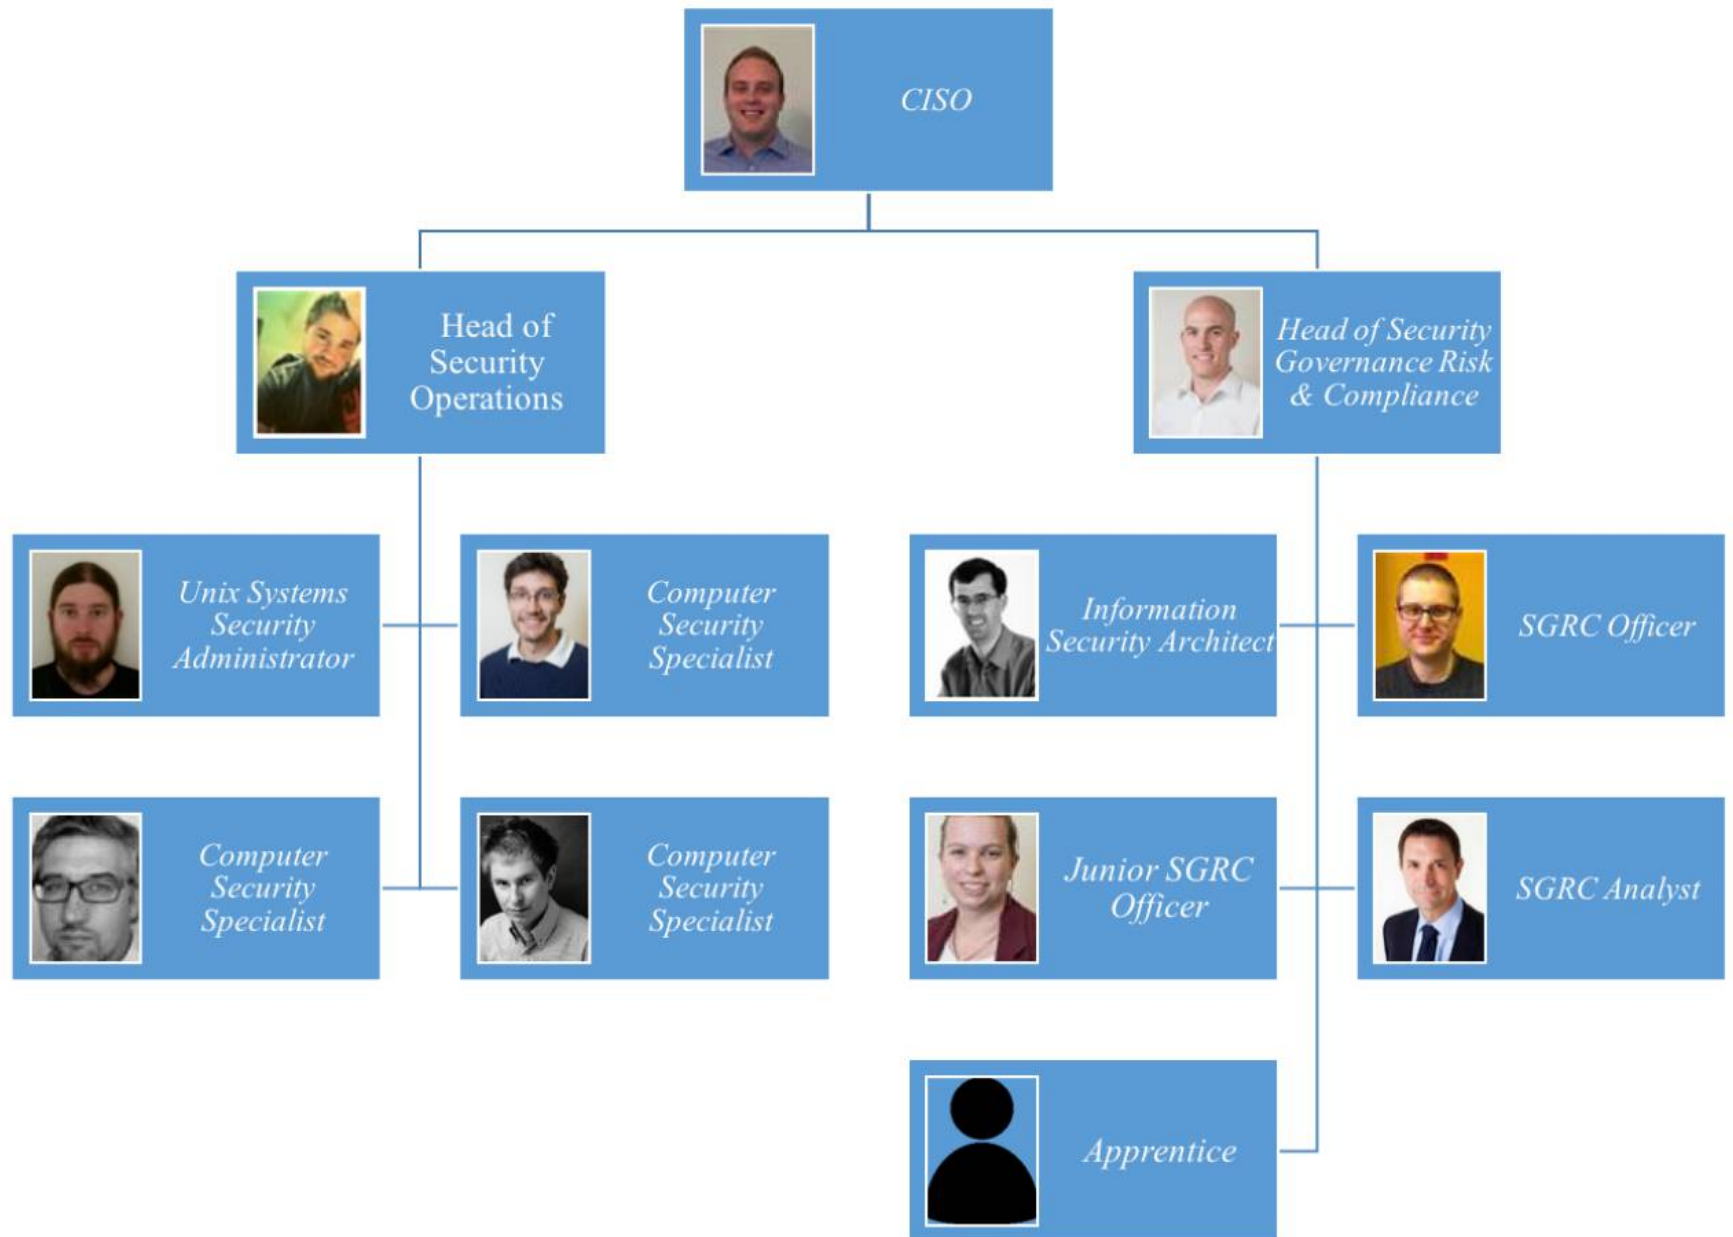 CISO
Head of
Security
Operations
Head of Security
Governance Risk
& Compliance
Unix Systems
Security
Administrator
Computer
Security
Specialist
Information
Security Architect
SGRC Officer
Computer
Security
Specialist
Computer
Security
Specialist
Junior SGRC
Officer
SGRC Analyst
Apprentice